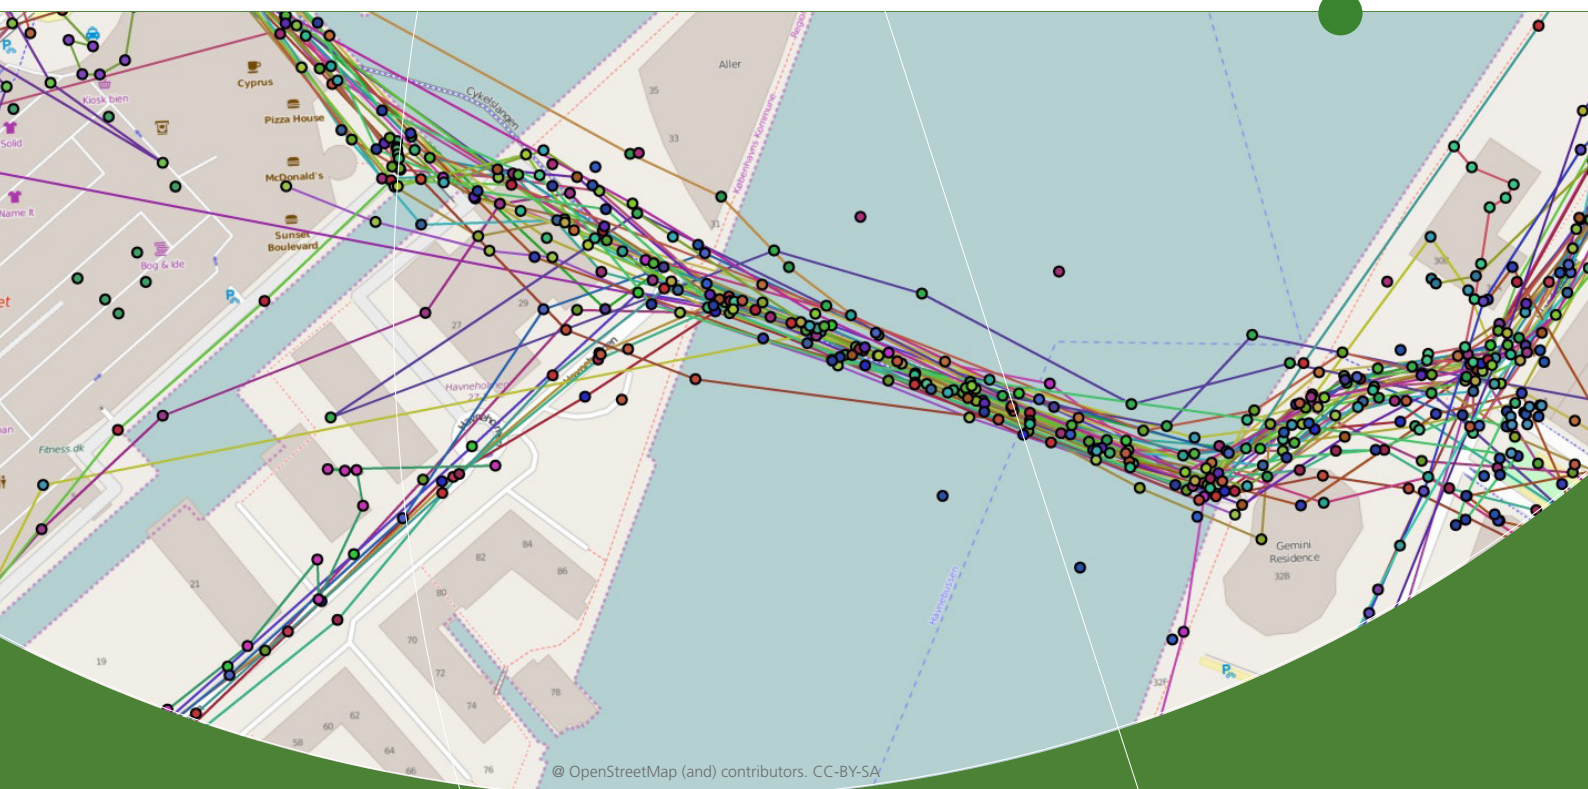 Aller
Cyprus
35
Cykelslangen
Kiosk bien
Pizza House
Solid
33
McDonald's
Københavns Kommune
Name It
Sunset
Boulevard
31
Bog & Ide
29
27
Havneholmen
27
Fitness.dk
Gemini
Residence
32B
84
82
86
21
80
Havnebussen
70
19
72
78
74
62
60
58
64
66
76
@ OpenStreetMap (and) contributors. CC-BY-SA